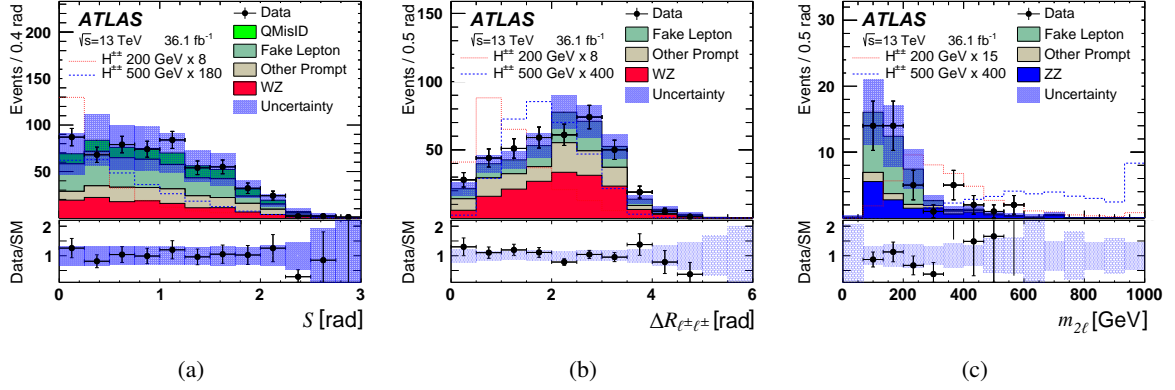 ATLAS
√s=13 TeV 36.1 fb⁻¹
H±± 200 GeV x 8
H±± 500 GeV x 180
Data
QMisID
Fake Lepton
Other Prompt
WZ
Uncertainty
Events / 0.4 rad
200
150
100
50
Data/SM
2
1
0 1 2 3
S [rad]
(a)
ATLAS
√s=13 TeV 36.1 fb⁻¹
H±± 200 GeV x 8
H±± 500 GeV x 400
Data
Fake Lepton
Other Prompt
WZ
Uncertainty
Events / 0.5 rad
150
100
50
Data/SM
2
1
0 2 4 6
ΔRℓ±ℓ± [rad]
(b)
ATLAS
√s=13 TeV 36.1 fb⁻¹
H±± 200 GeV x 15
H±± 500 GeV x 400
Data
Fake Lepton
Other Prompt
ZZ
Uncertainty
Events / 0.5 rad
30
20
10
0
Data/SM
2
1
0 200 400 600 800 1000
m2ℓ [GeV]
(c)